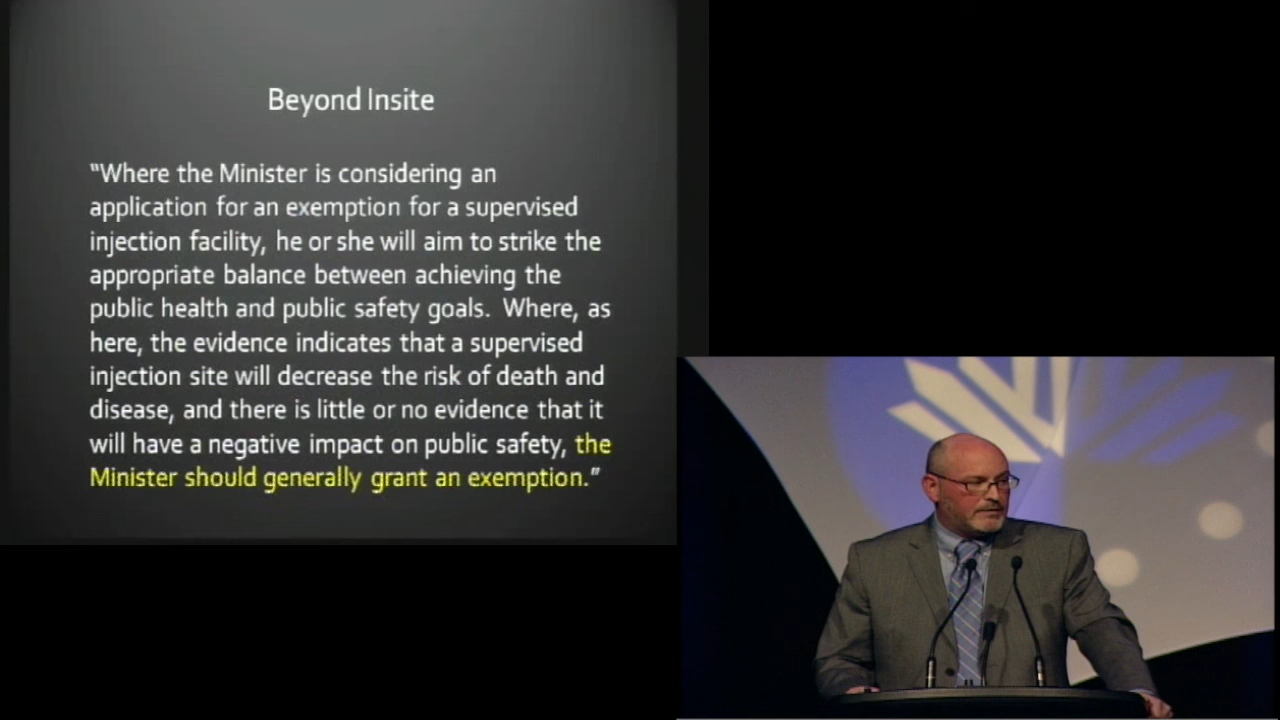 Beyond Insite
“Where the Minister is considering an
application for an exemption for a supervised
injection facility, he or she will aim to strike the
appropriate balance between achieving the
public health and public safety goals.  Where, as
here, the evidence indicates that a supervised
injection site will decrease the risk of death and
disease, and there is little or no evidence that it
will have a negative impact on public safety, the
Minister should generally grant an exemption.”